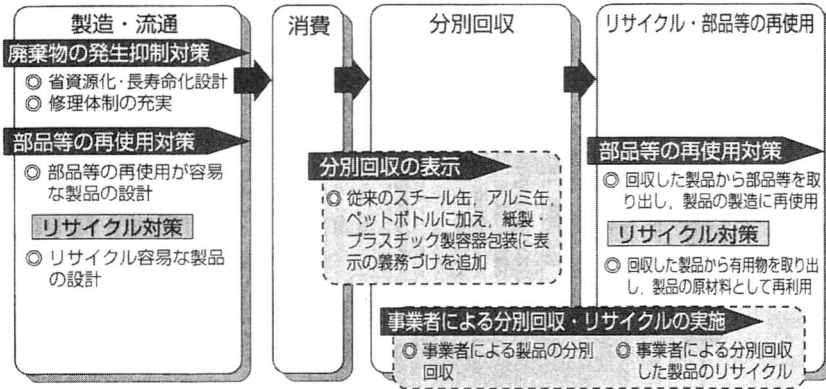 製造・流通
廃棄物の発生抑制対策
◎ 省資源化・長寿命化設計
◎ 修理体制の充実
部品等の再使用対策
◎ 部品等の再使用が容易
な製品の設計
リサイクル対策
◎ リサイクル容易な製品
の設計
消費
分別回収
分別回収の表示
◎ 従来のスチール缶，アルミ缶，
ペットボトルに加え，紙製・
プラスチック製容器包装に表
示の義務づけを追加
リサイクル・部品等の再使用
部品等の再使用対策
◎ 回収した製品から部品等を取
り出し，製品の製造に再使用
リサイクル対策
◎ 回収した製品から有用物を取り出
し，製品の原材料として再利用
事業者による分別回収・リサイクルの実施
◎ 事業者による製品の分別
回収
◎ 事業者による分別回収
した製品のリサイクル